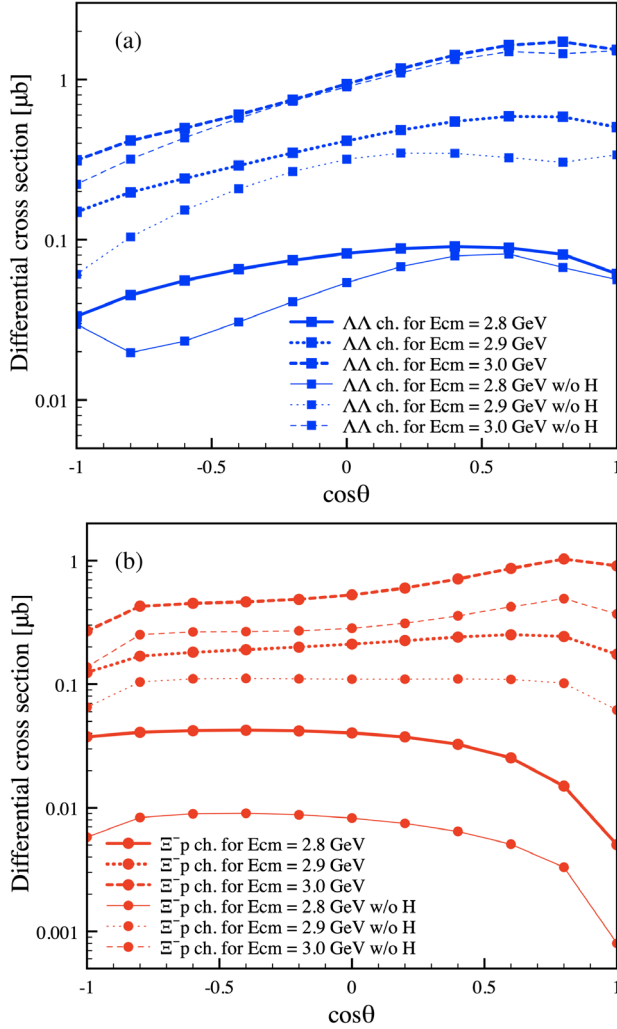 (a)
Differential cross section [μb]
1
0.1
0.01
ΛΛ ch. for Ecm = 2.8 GeV
ΛΛ ch. for Ecm = 2.9 GeV
ΛΛ ch. for Ecm = 3.0 GeV
ΛΛ ch. for Ecm = 2.8 GeV w/o H
ΛΛ ch. for Ecm = 2.9 GeV w/o H
ΛΛ ch. for Ecm = 3.0 GeV w/o H
-1 -0.5 0 0.5 1
cosθ
(b)
Differential cross section [μb]
1
0.1
0.01
0.001
Ξ⁻p ch. for Ecm = 2.8 GeV
Ξ⁻p ch. for Ecm = 2.9 GeV
Ξ⁻p ch. for Ecm = 3.0 GeV
Ξ⁻p ch. for Ecm = 2.8 GeV w/o H
Ξ⁻p ch. for Ecm = 2.9 GeV w/o H
Ξ⁻p ch. for Ecm = 3.0 GeV w/o H
-1 -0.5 0 0.5 1
cosθ